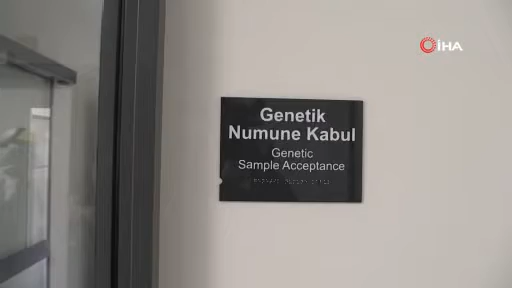 İHA
Genetik
Numune Kabul
Genetic
Sample Acceptance